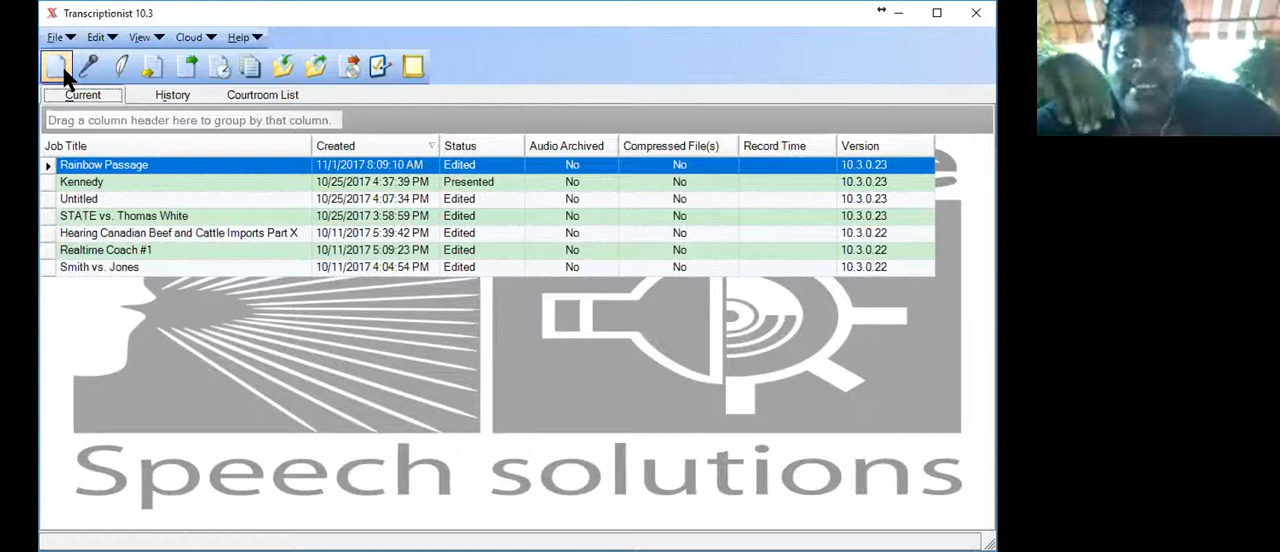 Transcriptionist 10.3
File Edit View Cloud Help
Current History Courtroom List
Drag a column header here to group by that column.
Job Title Created Status Audio Archived Compressed File(s) Record Time Version
Rainbow Passage 11/1/2017 8:09:10 AM Edited No No 10.3.0.23
Kennedy 10/25/2017 4:37:39 PM Presented No No 10.3.0.23
Untitled 10/25/2017 4:07:34 PM Edited No No 10.3.0.23
STATE vs. Thomas White 10/25/2017 3:58:59 PM Edited No No 10.3.0.23
Hearing Canadian Beef and Cattle Imports Part X 10/11/2017 5:39:42 PM Edited No No 10.3.0.22
Realtime Coach #1 10/11/2017 5:09:23 PM Edited No No 10.3.0.22
Smith vs. Jones 10/11/2017 4:04:54 PM Edited No No 10.3.0.22
Speech solutions